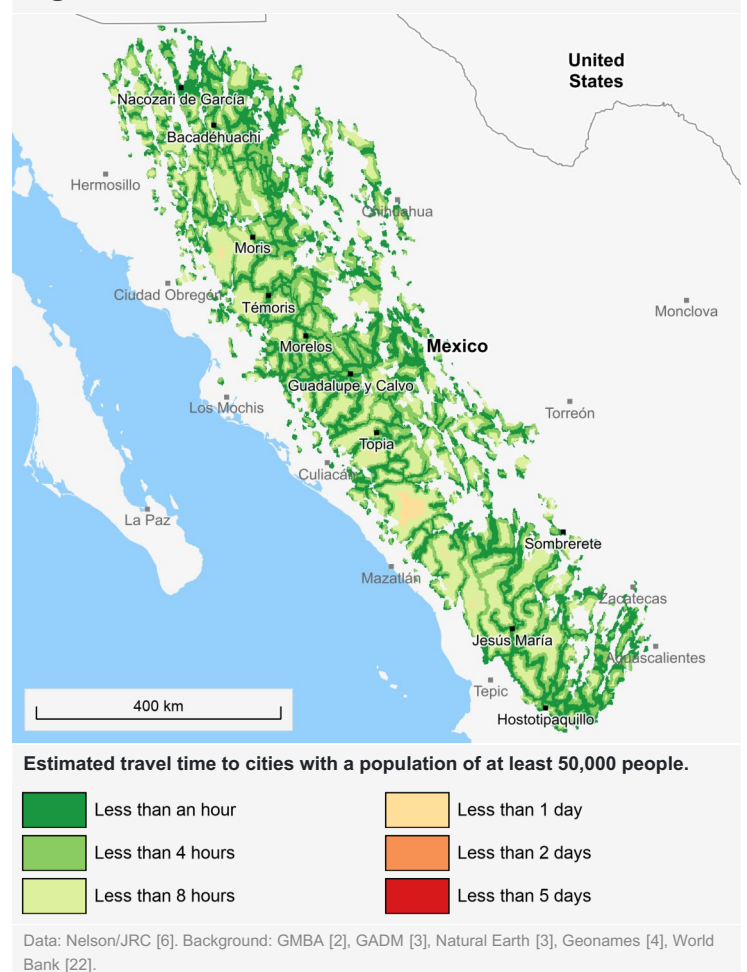 United
States
Nacozari de García
Bacadéhuachi
Hermosillo
Chihuahua
Moris
Ciudad Obregón
Témoris
Monclova
Morelos
Mexico
Guadalupe y Calvo
Los Mochis
Torreón
Topia
Culiacán
La Paz
Sombrerete
Mazatlán
Zacatecas
Jesús María
Aguascalientes
Tepic
400 km
Hostotipaquillo
Estimated travel time to cities with a population of at least 50,000 people.
Less than an hour
Less than 1 day
Less than 4 hours
Less than 2 days
Less than 8 hours
Less than 5 days
Data: Nelson/JRC [6]. Background: GMBA [2], GADM [3], Natural Earth [3], Geonames [4], World
Bank [22].